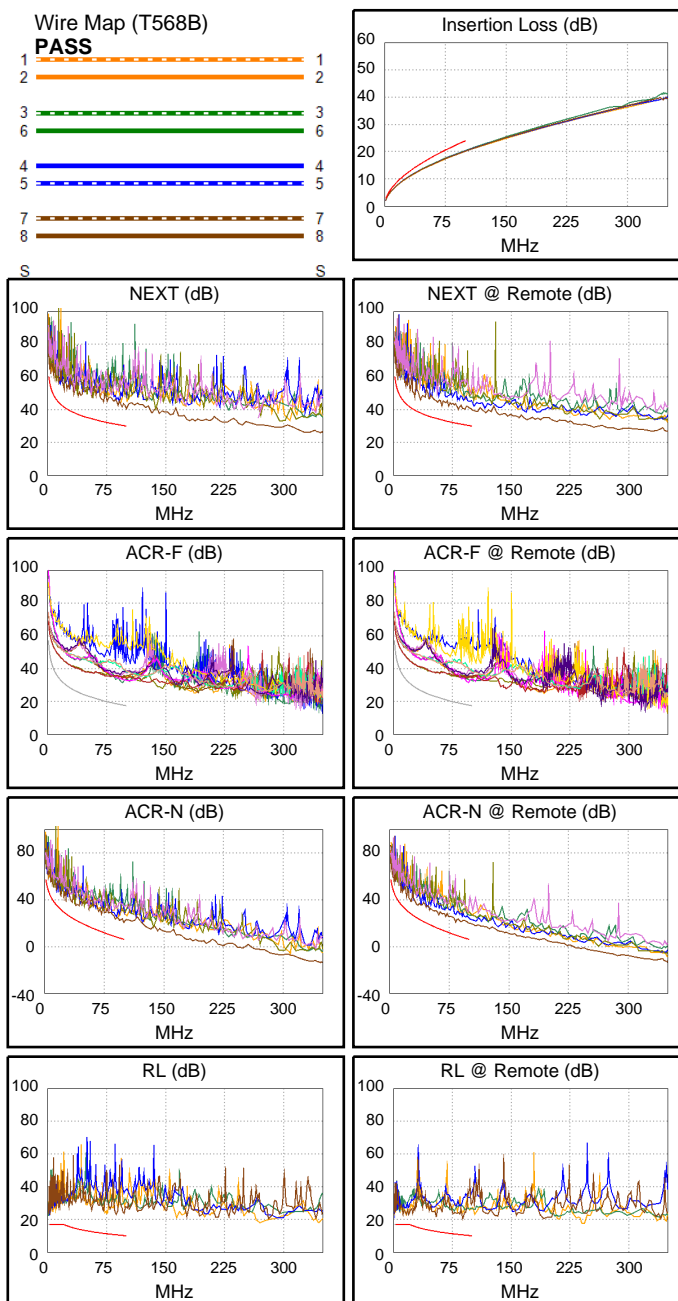 Wire Map (T568B)
PASS
1 1
2 2
3 3
6 6
4 4
5 5
7 7
8 8
S S
Insertion Loss (dB)
60
50
40
30
20
10
0
0 75 150 225 300
MHz
NEXT (dB)
100
80
60
40
20
0
0 75 150 225 300
MHz
NEXT @ Remote (dB)
100
80
60
40
20
0
0 75 150 225 300
MHz
ACR-F (dB)
100
80
60
40
20
0
0 75 150 225 300
MHz
ACR-F @ Remote (dB)
100
80
60
40
20
0
0 75 150 225 300
MHz
ACR-N (dB)
80
40
0
-40
0 75 150 225 300
MHz
ACR-N @ Remote (dB)
80
40
0
-40
0 75 150 225 300
MHz
RL (dB)
100
80
60
40
20
0
0 75 150 225 300
MHz
RL @ Remote (dB)
100
80
60
40
20
0
0 75 150 225 300
MHz